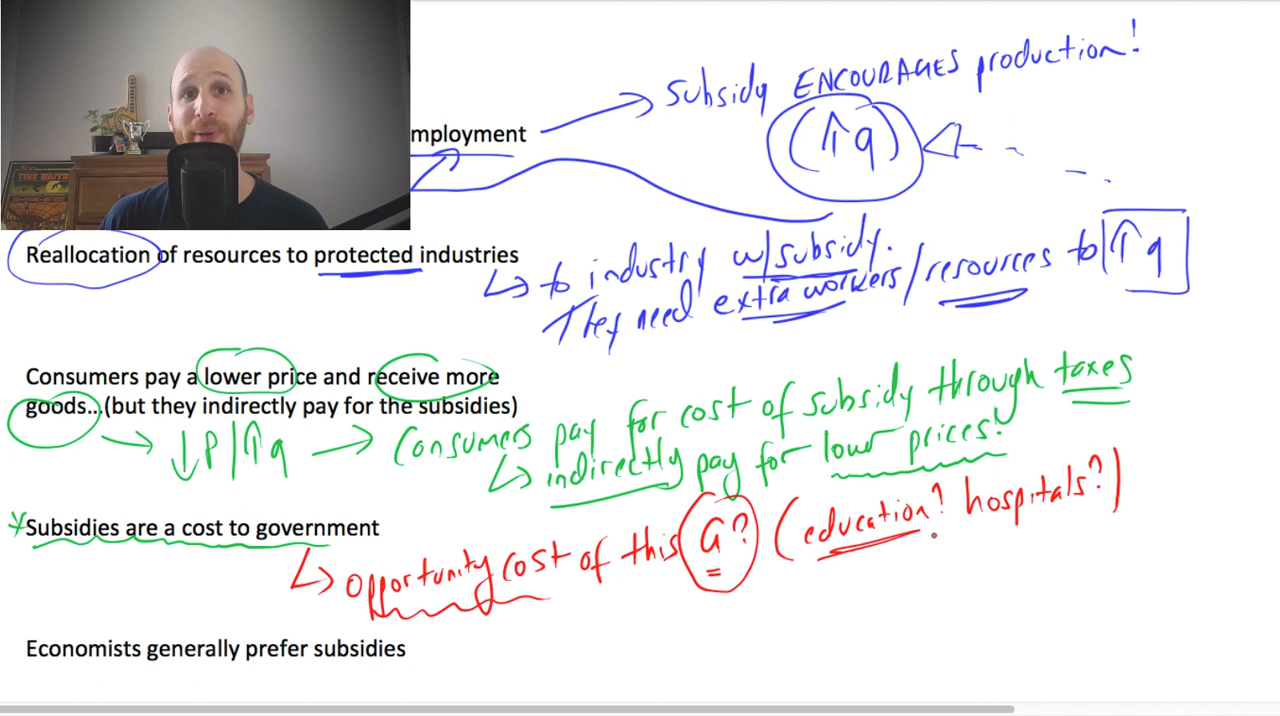 Subsidy ENCOURAGES production!
mployment
(↑q)
Reallocation of resources to protected industries
↳ to industry w/subsidy.
They need extra workers/resources to ↑q
Consumers pay a lower price and receive more
goods...(but they indirectly pay for the subsidies)
→ ↓P/↑q → Consumers pay for cost of subsidy through taxes
↳ indirectly pay for low prices!
Subsidies are a cost to government
↳ opportunity cost of this G? (education? hospitals?)
Economists generally prefer subsidies
TOM WAITS